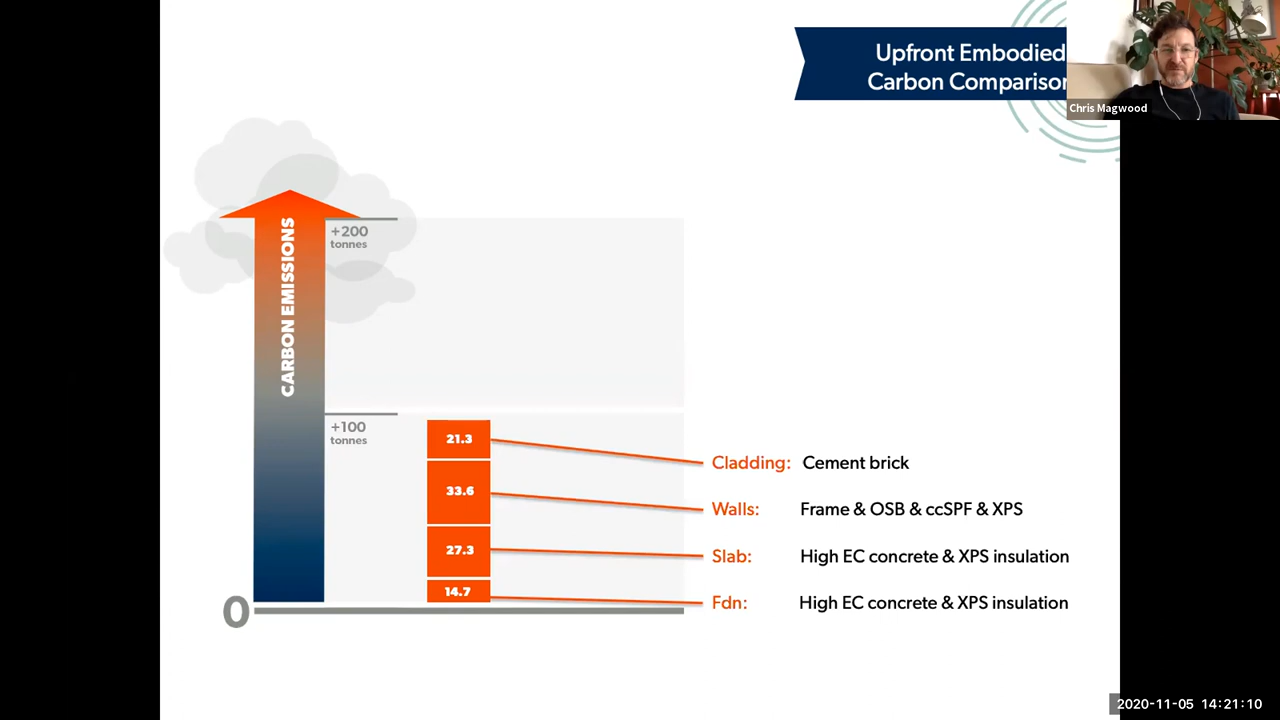 Upfront Embodied
Carbon Comparison
Chris Magwood
CARBON EMISSIONS
+200
tonnes
+100
tonnes
21.3
Cladding: Cement brick
33.6
Walls: Frame & OSB & ccSPF & XPS
27.3
Slab: High EC concrete & XPS insulation
14.7
Fdn: High EC concrete & XPS insulation
0
2020-11-05 14:21:10